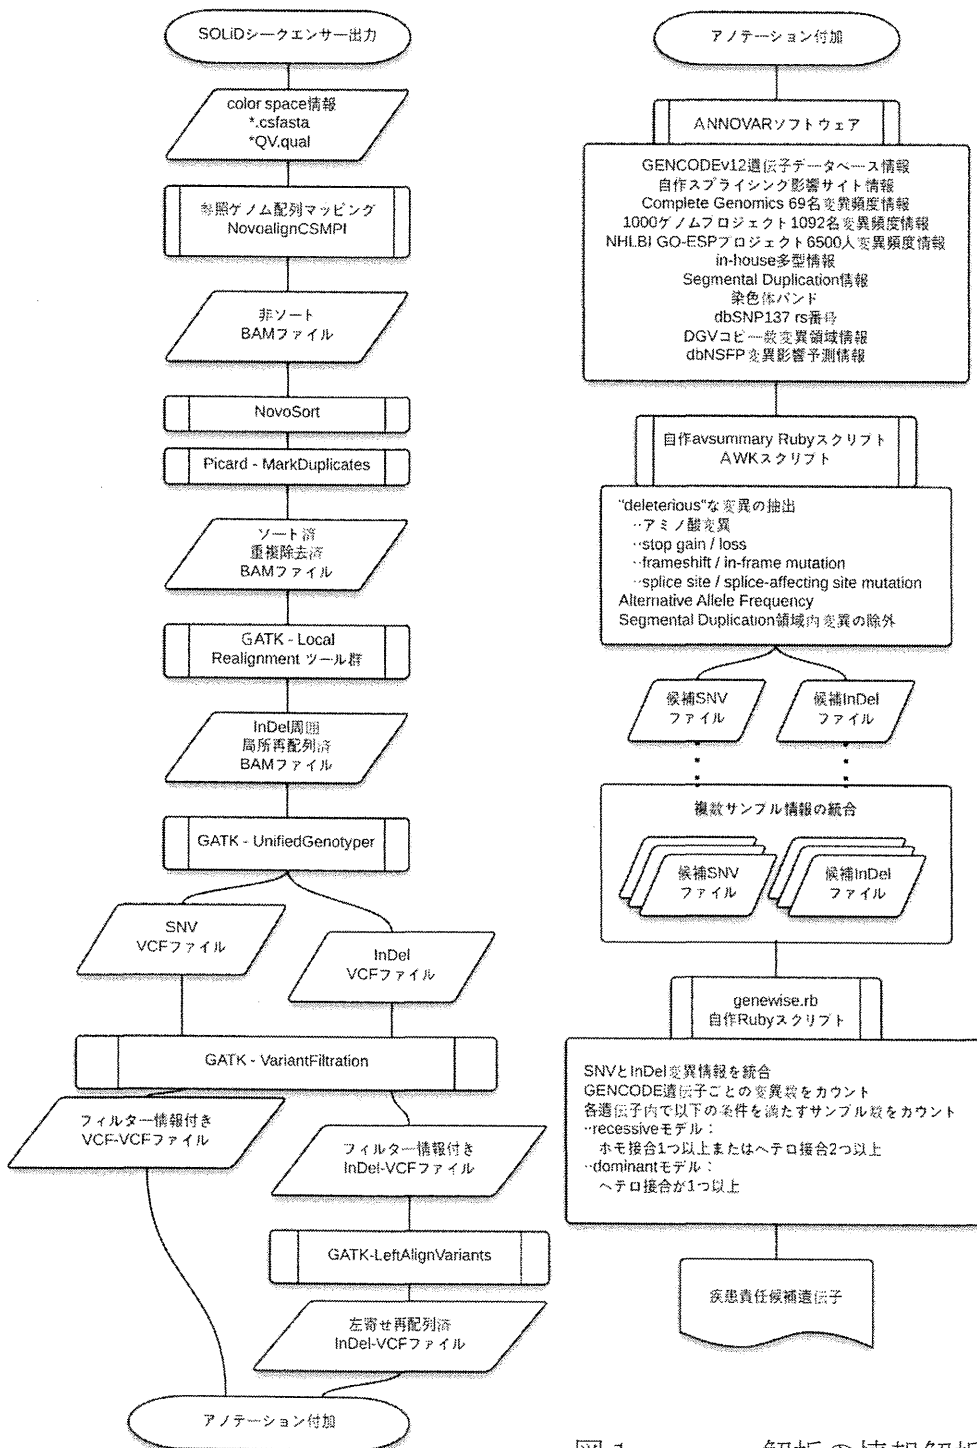 SOLiDシークエンサー出力
color space情報
*.csfasta
*QV.qual
参照ゲノム配列マッピング
NovoalignCSMPI
非ソート
BAMファイル
NovoSort
Picard - MarkDuplicates
ソート済
重複除去済
BAMファイル
GATK - Local
Realignment ツール群
InDel周囲
局所再配列済
BAMファイル
GATK - UnifiedGenotyper
SNV
VCFファイル
InDel
VCFファイル
GATK - VariantFiltration
フィルター情報付き
VCF-VCFファイル
フィルター情報付き
InDel-VCFファイル
GATK-LeftAlignVariants
左寄せ再配列済
InDel-VCFファイル
アノテーション付加
アノテーション付加
ANNOVARソフトウェア
GENCODEv12遺伝子データベース情報
自作スプライシング影響サイト情報
Complete Genomics 69名変異頻度情報
1000ゲノムプロジェクト1092名変異頻度情報
NHLBI GO-ESPプロジェクト6500人変異頻度情報
in-house多型情報
Segmental Duplication情報
染色体バンド
dbSNP137 rs番号
DGVコピー数変異領域情報
dbNSFP変異影響予測情報
自作avsummary Rubyスクリプト
AWKスクリプト
"deleterious"な変異の抽出
··アミノ酸変異
··stop gain / loss
··frameshift / in-frame mutation
··splice site / splice-affecting site mutation
Alternative Allele Frequency
Segmental Duplication領域内変異の除外
候補SNV
ファイル
候補InDel
ファイル
複数サンプル情報の統合
候補SNV
ファイル
候補InDel
ファイル
genewise.rb
自作Rubyスクリプト
SNVとInDel変異情報を統合
GENCODE遺伝子ごとの変異数をカウント
各遺伝子内で以下の条件を満たすサンプル数をカウント
··recessiveモデル：
ホモ接合1つ以上またはヘテロ接合2つ以上
··dominantモデル：
ヘテロ接合が1つ以上
疾患責任候補遺伝子